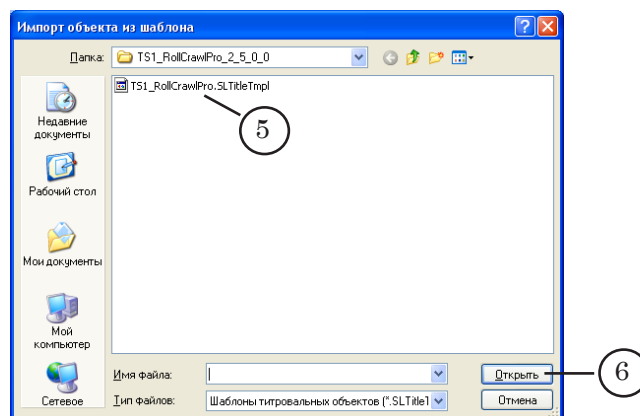 Импорт объекта из шаблона
Папка: TS1_RollCrawlPro_2_5_0_0
TS1_RollCrawlPro.SLTitleTmpl
5
Недавние
документы
Рабочий стол
Мои документы
Мой
компьютер
Сетевое
Имя файла:
Открыть
6
Тип файлов: Шаблоны титровальных объектов (*.SLTitleT
Отмена